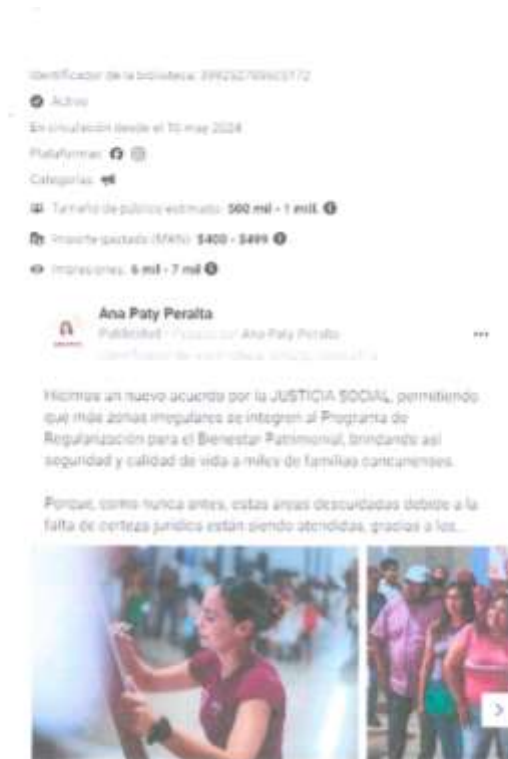 Identificador de la biblioteca:
Activo
En circulación desde el 10 may 2024
Plataformas
Categorías
Tamaño de público estimado: 500 mil - 1 mill.
Importe gastado (MXN): $400 - $499
Impresiones: 6 mil - 7 mil
Ana Paty Peralta
Publicidad · Pagado por Ana Paty Peralta
Hicimos un nuevo acuerdo por la JUSTICIA SOCIAL, permitiendo
que más zonas irregulares se integren al Programa de
Regularización para el Bienestar Patrimonial, brindando así
seguridad y calidad de vida a miles de familias cancunenses.
Porque, como nunca antes, estas áreas descuidadas debido a la
falta de certeza jurídica están siendo atendidas, gracias a los...